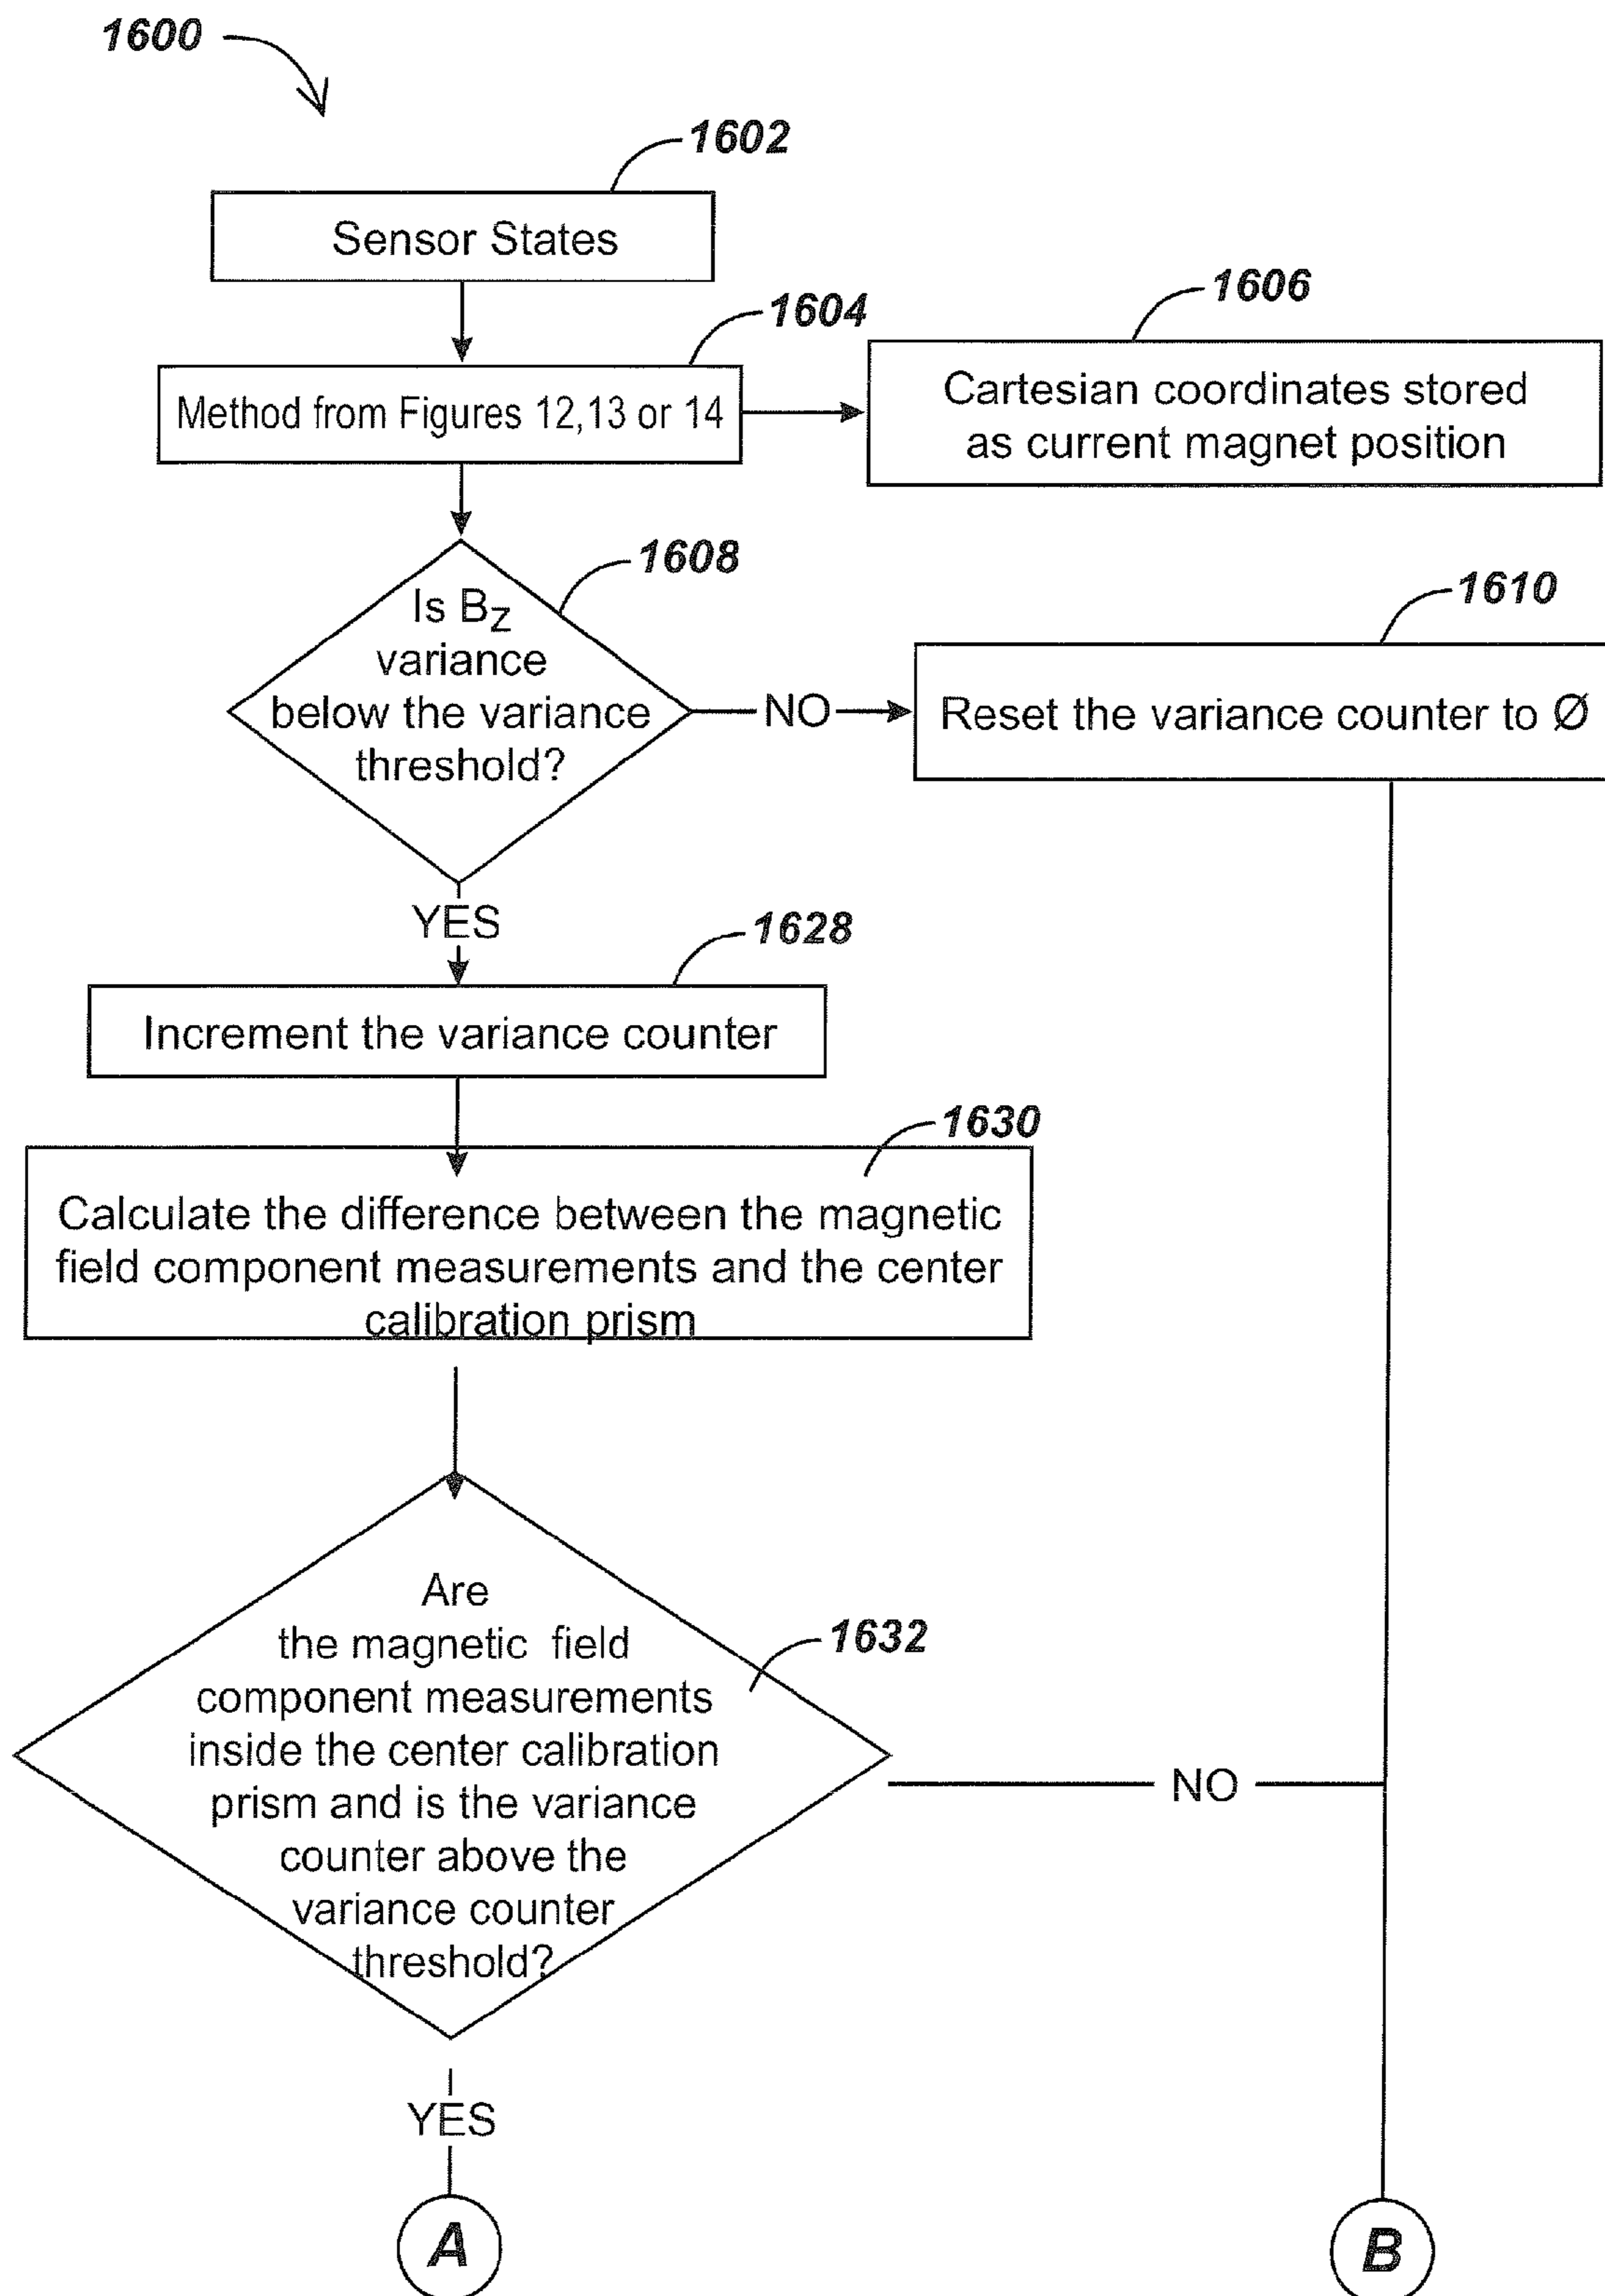 1600
1602
Sensor States
1604
Method from Figures 12,13 or 14
1606
Cartesian coordinates stored
as current magnet position
1608
Is BZ
variance
below the variance
threshold?
NO
1610
Reset the variance counter to Ø
YES
1628
Increment the variance counter
1630
Calculate the difference between the magnetic
field component measurements and the center
calibration prism
1632
Are
the magnetic field
component measurements
inside the center calibration
prism and is the variance
counter above the
variance counter
threshold?
NO
YES
A
B